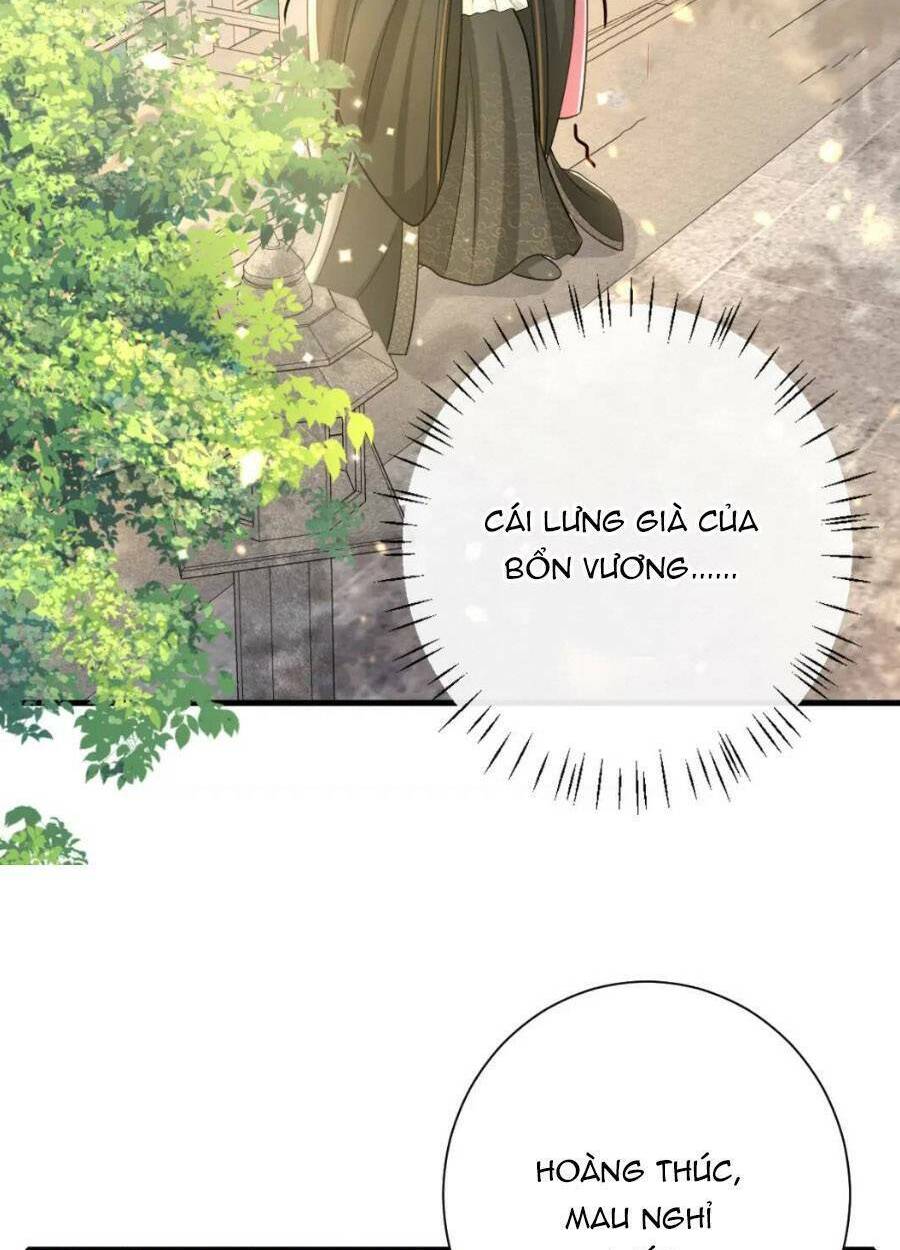 CÁI LƯNG GIÀ CỦA
BỔN VƯƠNG......
HOÀNG THÚC,
MAU NGHỈ